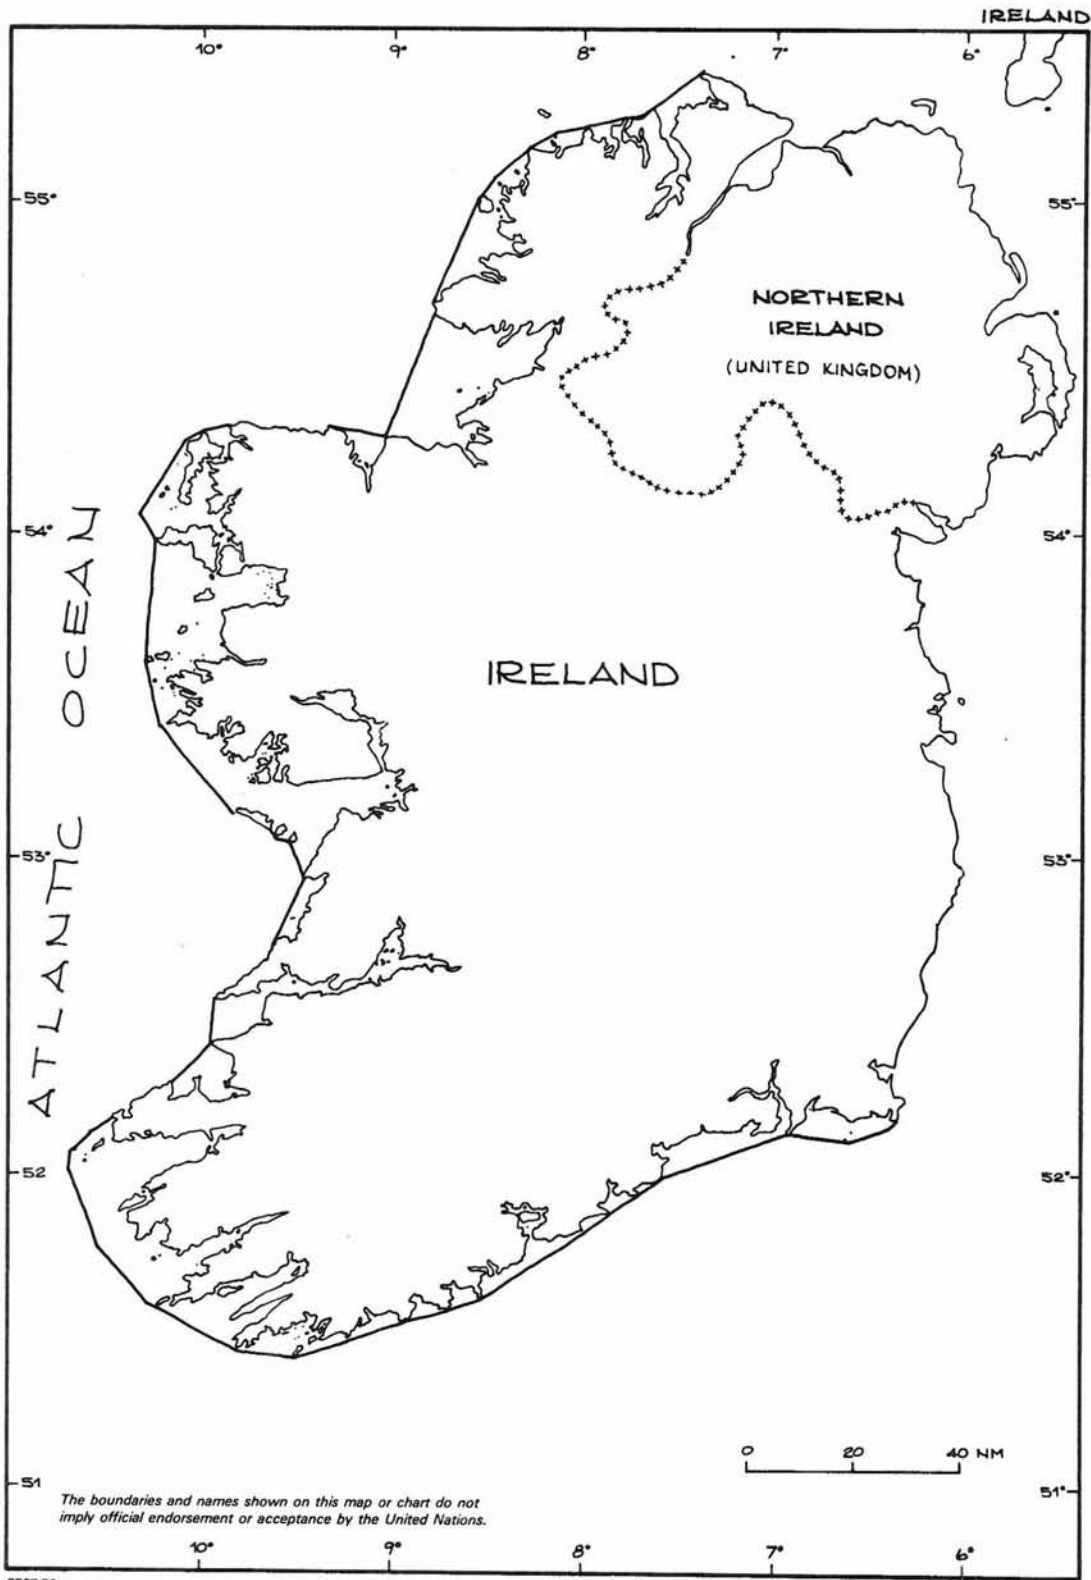 IRELAND
10° 9° 8° 7° 6°
55° 55°
NORTHERN
IRELAND
(UNITED KINGDOM)
54° 54°
ATLANTIC OCEAN
IRELAND
53° 53°
52 52°
0 20 40 NM
51 51°
The boundaries and names shown on this map or chart do not
imply official endorsement or acceptance by the United Nations.
10° 9° 8° 7° 6°